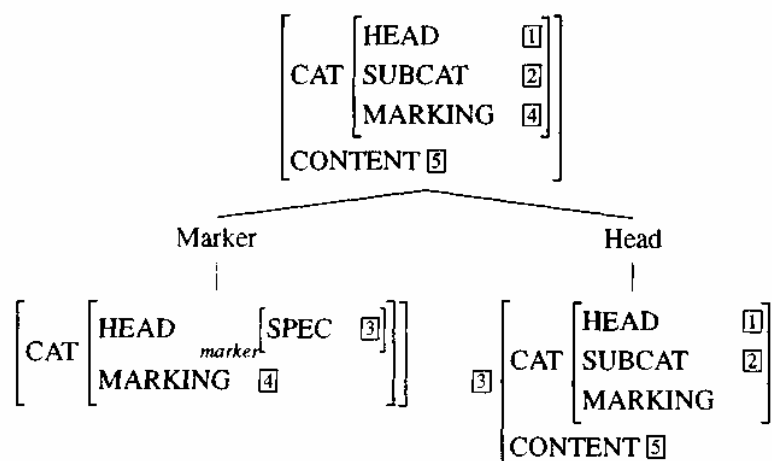 HEAD 1
CAT SUBCAT 2
MARKING 4
CONTENT 5
Marker Head
HEAD marker SPEC 3
CAT
MARKING 4
3
HEAD 1
CAT SUBCAT 2
MARKING
CONTENT 5